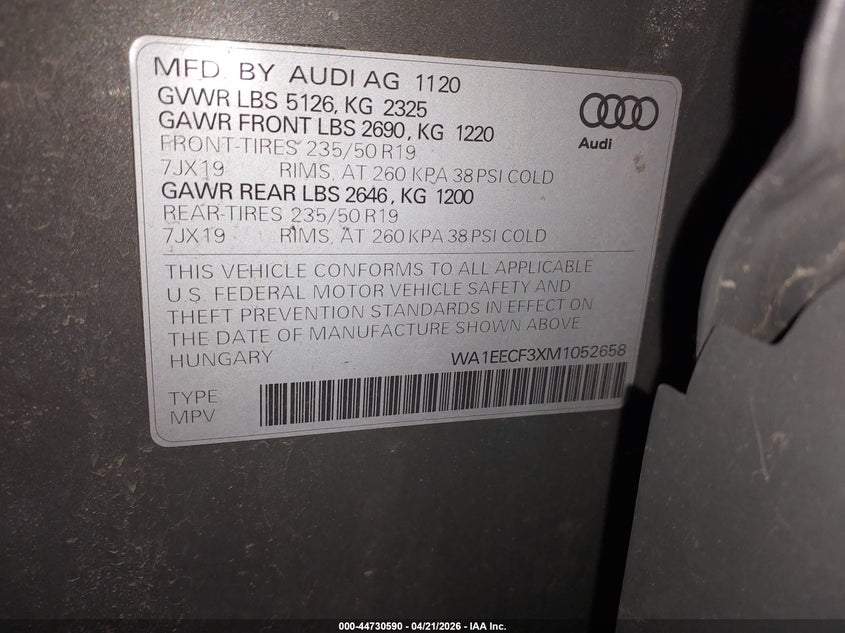 MFD. BY AUDI AG 1120
GVWR LBS 5126, KG 2325
GAWR FRONT LBS 2690, KG 1220
FRONT-TIRES 235/50 R19
7JX19 RIMS, AT 260 KPA 38 PSI COLD
GAWR REAR LBS 2646, KG 1200
REAR-TIRES 235/50 R19
7JX19 RIMS, AT 260 KPA 38 PSI COLD
Audi
THIS VEHICLE CONFORMS TO ALL APPLICABLE
U.S. FEDERAL MOTOR VEHICLE SAFETY AND
THEFT PREVENTION STANDARDS IN EFFECT ON
THE DATE OF MANUFACTURE SHOWN ABOVE
HUNGARY WA1EECF3XM1052658
TYPE
MPV
000-44730590 - 04/21/2026 - IAA Inc.